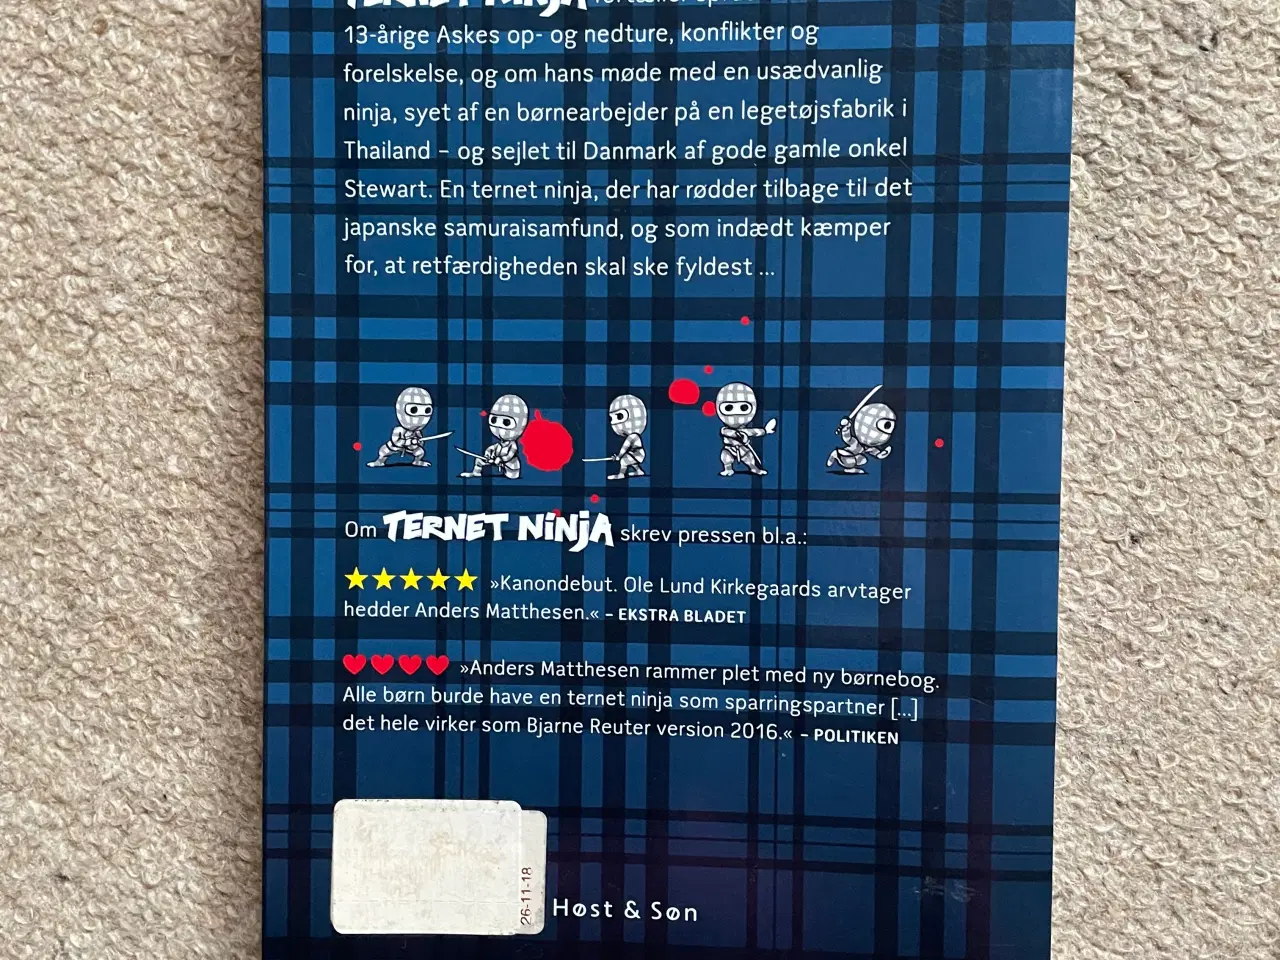 TERNET NINJA fortæller
13-årige Askes op- og nedture, konflikter og
forelskelse, og om hans møde med en usædvanlig
ninja, syet af en børnearbejder på en legetøjsfabrik i
Thailand – og sejlet til Danmark af gode gamle onkel
Stewart. En ternet ninja, der har rødder tilbage til det
japanske samuraisamfund, og som indædt kæmper
for, at retfærdigheden skal ske fyldest ...
Om TERNET NINJA skrev pressen bl.a.:
★★★★★ »Kanondebut. Ole Lund Kirkegaards arvtager
hedder Anders Matthesen.« – EKSTRA BLADET
♥♥♥♥ »Anders Matthesen rammer plet med ny børnebog.
Alle børn burde have en ternet ninja som sparringspartner [...]
det hele virker som Bjarne Reuter version 2016.« – POLITIKEN
26-11-18
Høst & Søn